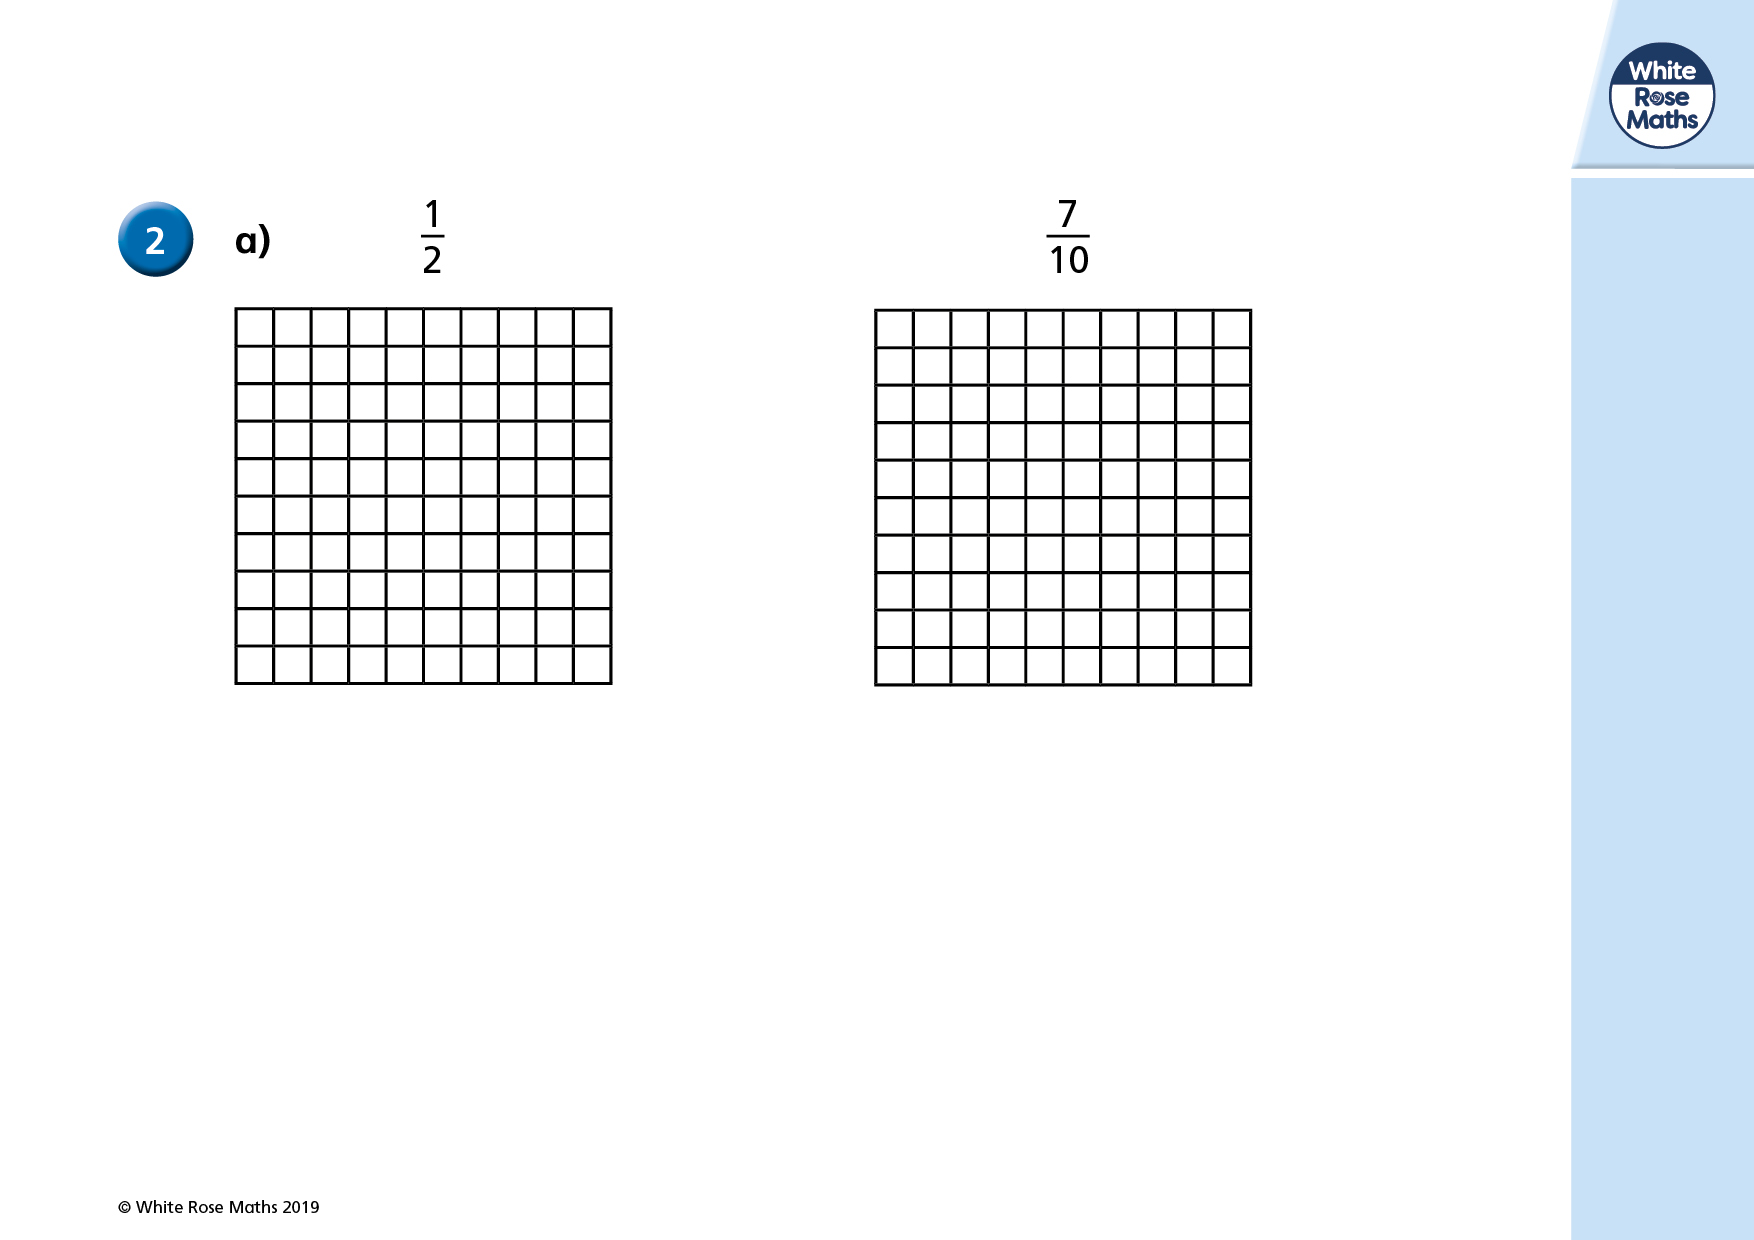 White
Rose
Maths
2 a) 1/2 7/10
© White Rose Maths 2019